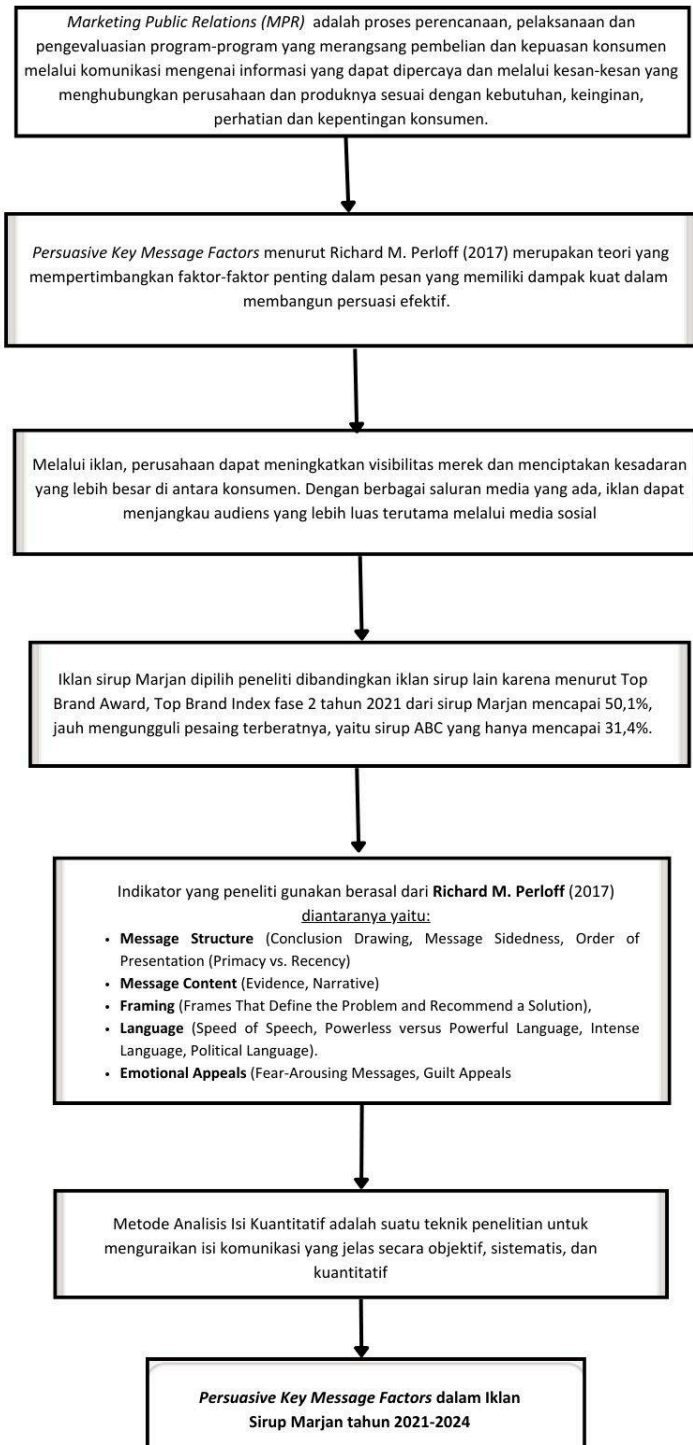 Marketing Public Relations (MPR) adalah proses perencanaan, pelaksanaan dan
pengevaluasian program-program yang merangsang pembelian dan kepuasan konsumen
melalui komunikasi mengenai informasi yang dapat dipercaya dan melalui kesan-kesan yang
menghubungkan perusahaan dan produknya sesuai dengan kebutuhan, keinginan,
perhatian dan kepentingan konsumen.
Persuasive Key Message Factors menurut Richard M. Perloff (2017) merupakan teori yang
mempertimbangkan faktor-faktor penting dalam pesan yang memiliki dampak kuat dalam
membangun persuasi efektif.
Melalui iklan, perusahaan dapat meningkatkan visibilitas merek dan menciptakan kesadaran
yang lebih besar di antara konsumen. Dengan berbagai saluran media yang ada, iklan dapat
menjangkau audiens yang lebih luas terutama melalui media sosial
Iklan sirup Marjan dipilih peneliti dibandingkan iklan sirup lain karena menurut Top
Brand Award, Top Brand Index fase 2 tahun 2021 dari sirup Marjan mencapai 50,1%,
jauh mengungguli pesaing terberatnya, yaitu sirup ABC yang hanya mencapai 31,4%.
Indikator yang peneliti gunakan berasal dari Richard M. Perloff (2017)
diantaranya yaitu:
• Message Structure (Conclusion Drawing, Message Sidedness, Order of
Presentation (Primacy vs. Recency)
• Message Content (Evidence, Narrative)
• Framing (Frames That Define the Problem and Recommend a Solution),
• Language (Speed of Speech, Powerless versus Powerful Language, Intense
Language, Political Language).
• Emotional Appeals (Fear-Arousing Messages, Guilt Appeals
Metode Analisis Isi Kuantitatif adalah suatu teknik penelitian untuk
menguraikan isi komunikasi yang jelas secara objektif, sistematis, dan
kuantitatif
Persuasive Key Message Factors dalam Iklan
Sirup Marjan tahun 2021-2024